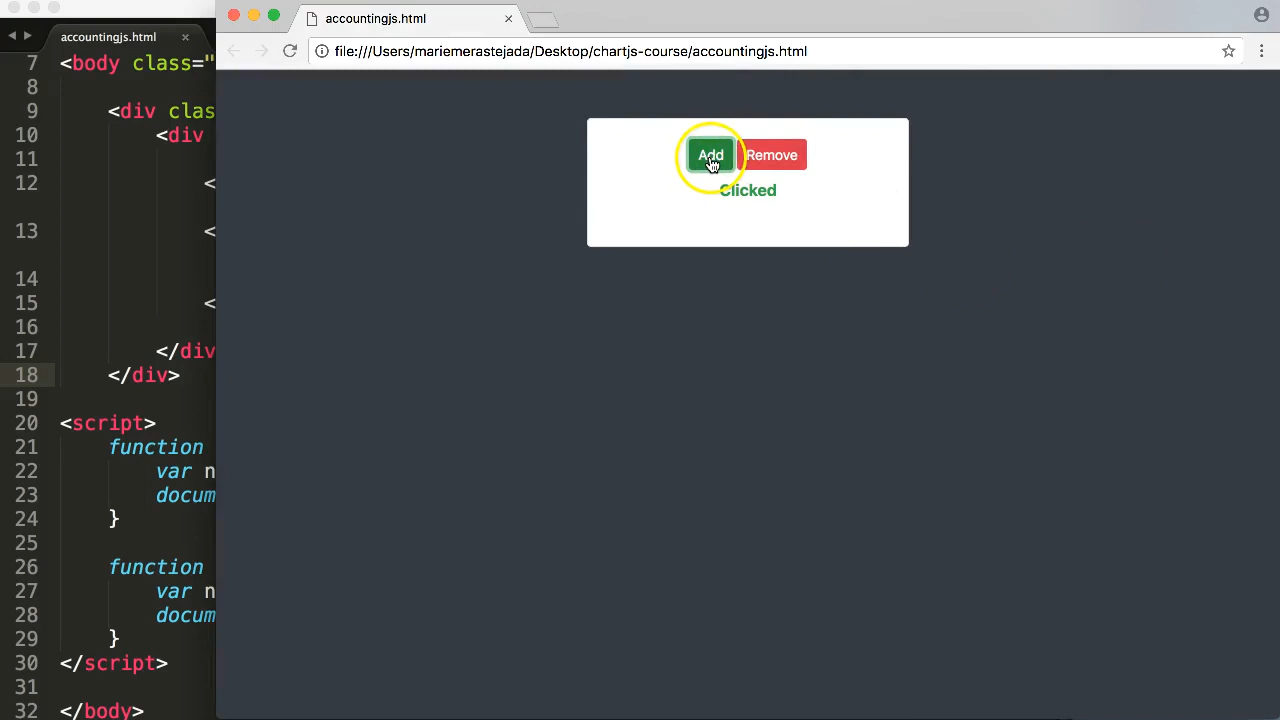 accountingjs.html
accountingjs.html
file:///Users/mariemerastejada/Desktop/chartjs-course/accountingjs.html
7 <body class="
8
9 <div clas
10 <div
11
12 <
13 <
14
15 <
16
17 </div
18 </div>
19
20 <script>
21 function
22 var n
23 docum
24 }
25
26 function
27 var n
28 docum
29 }
30 </script>
31
32 </body>
Add Remove
Clicked